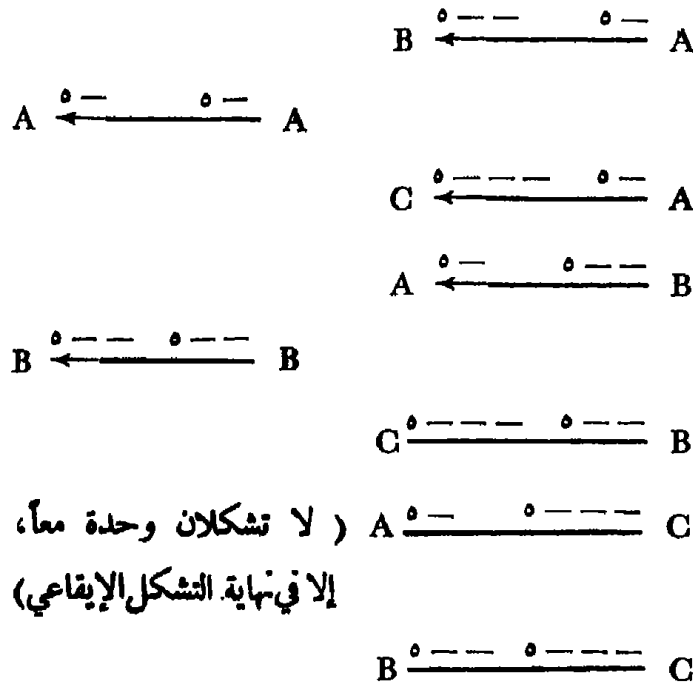 B ← ه — — ه — A
A ← ه — ه — A
C ← ه — — — ه — A
A ← ه — ه — — B
B ← ه — — ه — — B
C ه — — — ه — — B
A ه — ه — — — C ( لا تشكلان وحدة معاً،
إلا في نهاية التشكل الإيقاعي)
B ه — — ه — — — C